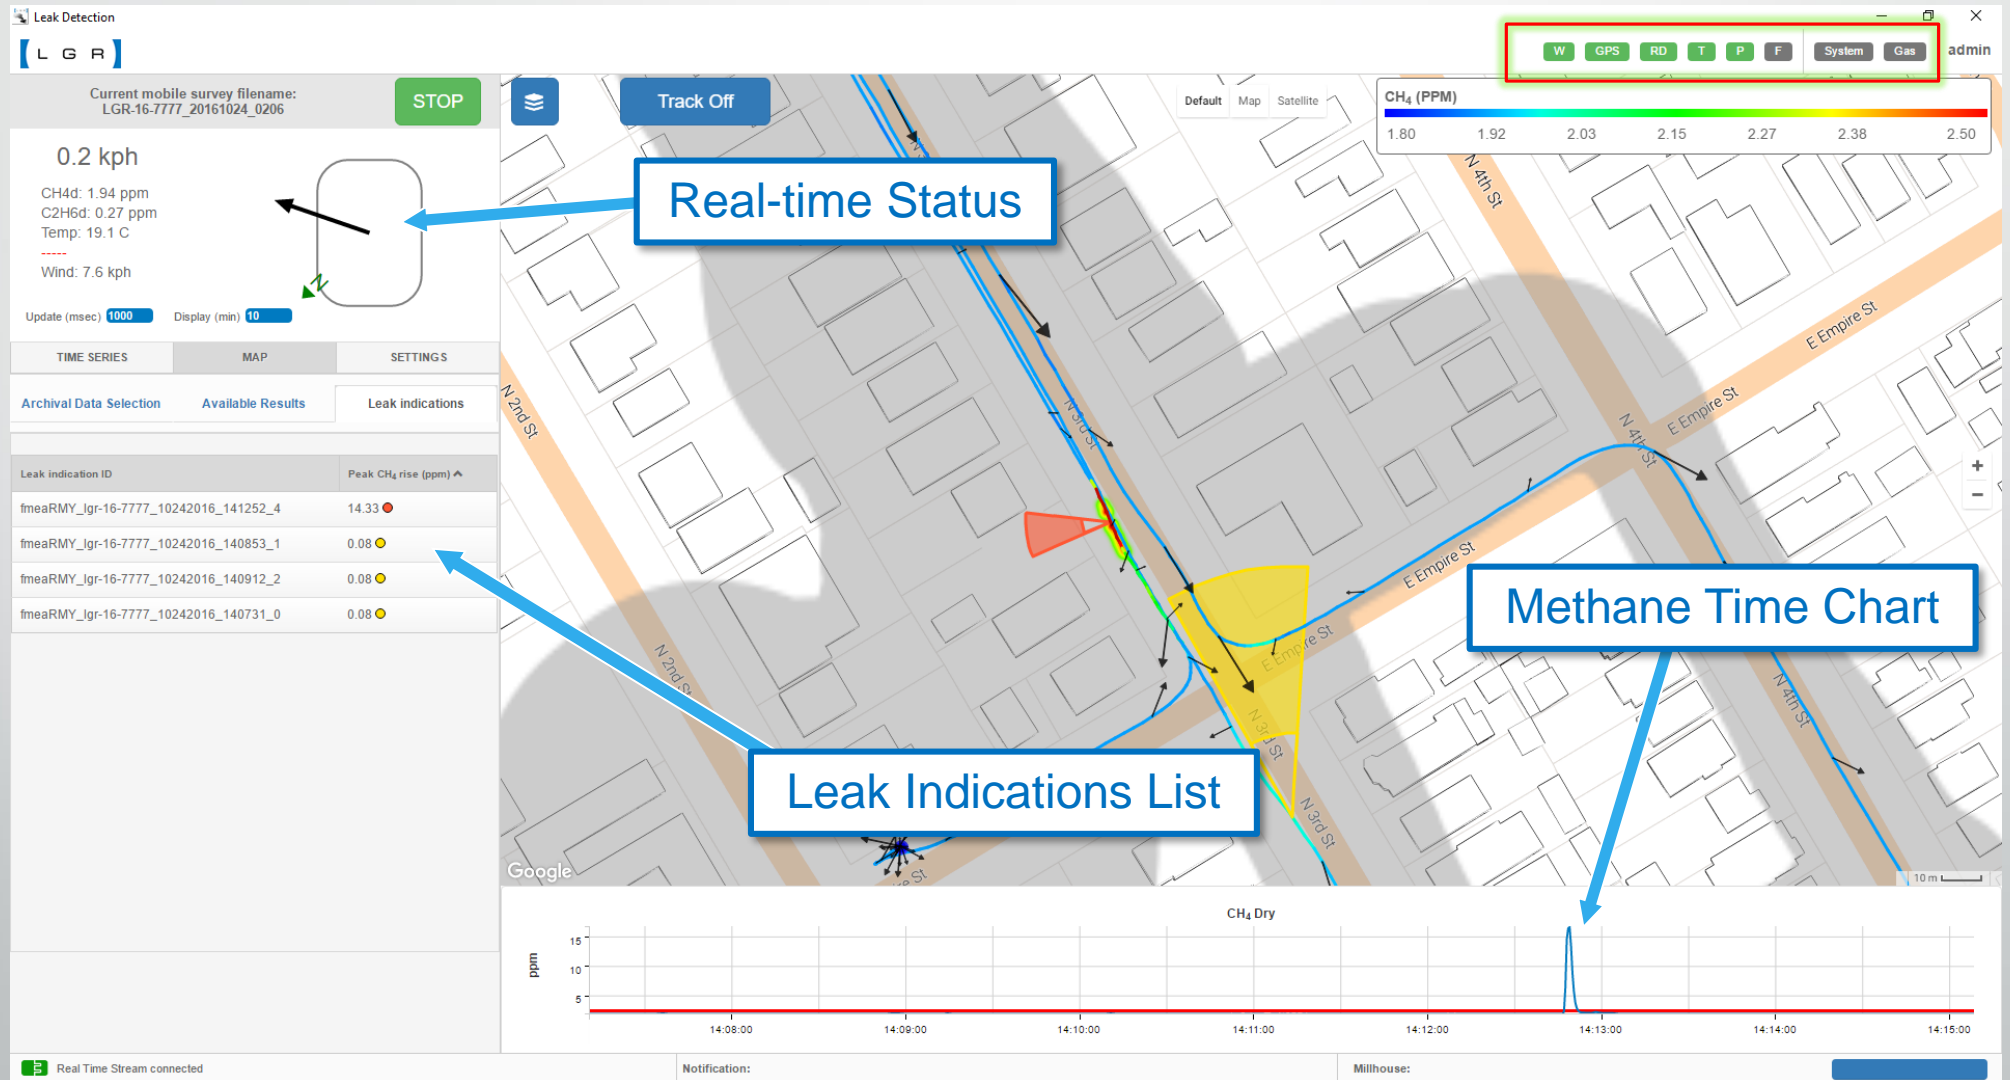 Leak Detection
LGR
W GPS RD T P F System Gas admin
Current mobile survey filename:
LGR-16-7777_20161024_0206
STOP
Track Off
Default Map Satellite
CH₄ (PPM)
1.80 1.92 2.03 2.15 2.27 2.38 2.50
0.2 kph
CH4d: 1.94 ppm
C2H6d: 0.27 ppm
Temp: 19.1 C
-----
Wind: 7.6 kph
N
Update (msec) 1000 Display (min) 10
Real-time Status
TIME SERIES MAP SETTINGS
Archival Data Selection Available Results Leak indications
Leak indication ID Peak CH₄ rise (ppm)
fmeaRMY_lgr-16-7777_10242016_141252_4 14.33
fmeaRMY_lgr-16-7777_10242016_140853_1 0.08
fmeaRMY_lgr-16-7777_10242016_140912_2 0.08
fmeaRMY_lgr-16-7777_10242016_140731_0 0.08
N 4th St
E Empire St
E Empire St
N 4th St
N 2nd St
N 3rd St
E Empire St
E Empire St
N 2nd St
N 3rd St
N 4th St
N 3rd St
St
+
−
Methane Time Chart
Leak Indications List
Google
10 m
CH₄ Dry
ppm
15
10
5
14:08:00 14:09:00 14:10:00 14:11:00 14:12:00 14:13:00 14:14:00 14:15:00
Real Time Stream connected Notification: Millhouse: